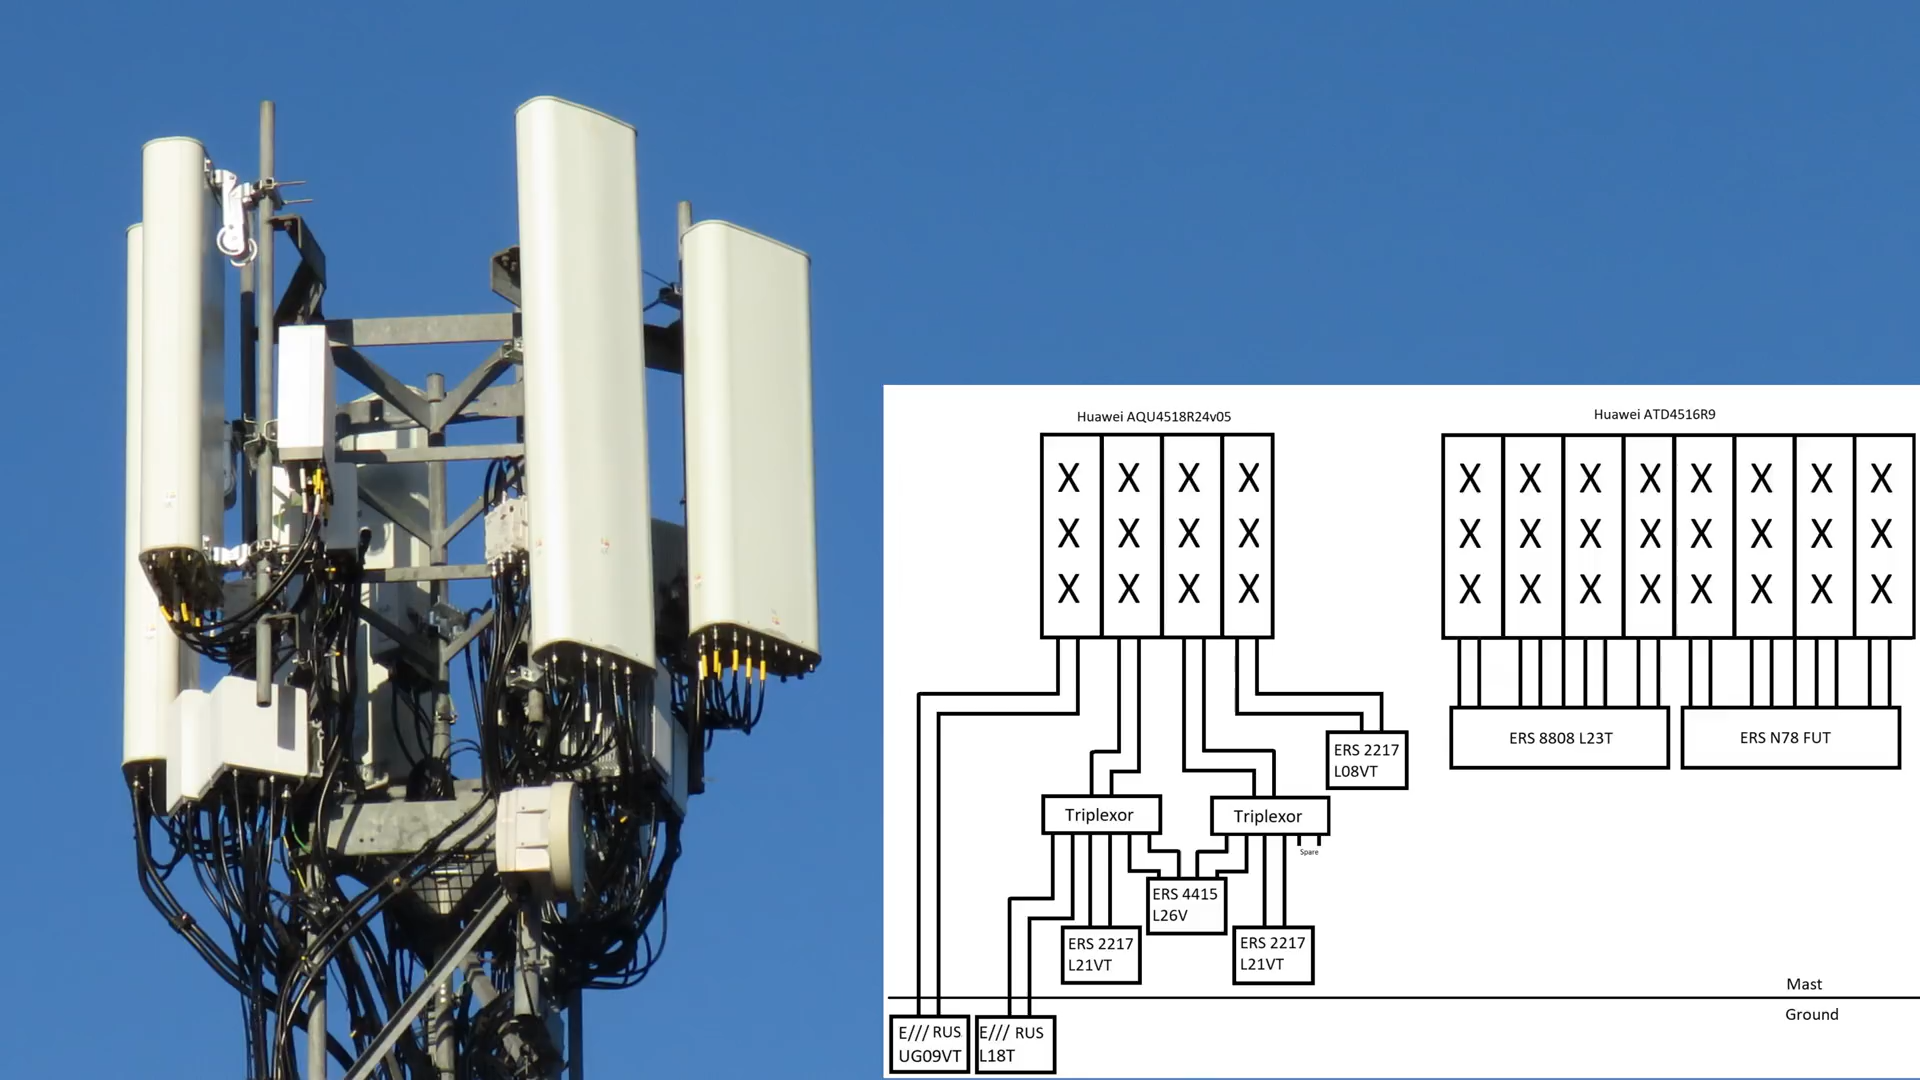 Huawei AQU4518R24v05
Huawei ATD4516R9
X X X X
X X X X
X X X X
X X X X X X X X
X X X X X X X X
X X X X X X X X
ERS 8808 L23T
ERS N78 FUT
ERS 2217
L08VT
Triplexor
Triplexor
Spare
ERS 4415
L26V
ERS 2217
L21VT
ERS 2217
L21VT
Mast
Ground
E/// RUS
UG09VT
E/// RUS
L18T